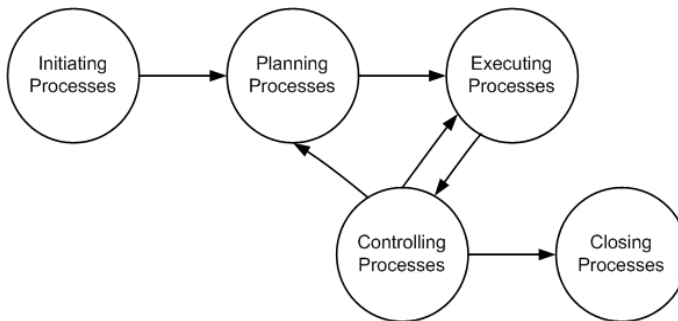 Initiating
Processes
Planning
Processes
Executing
Processes
Controlling
Processes
Closing
Processes